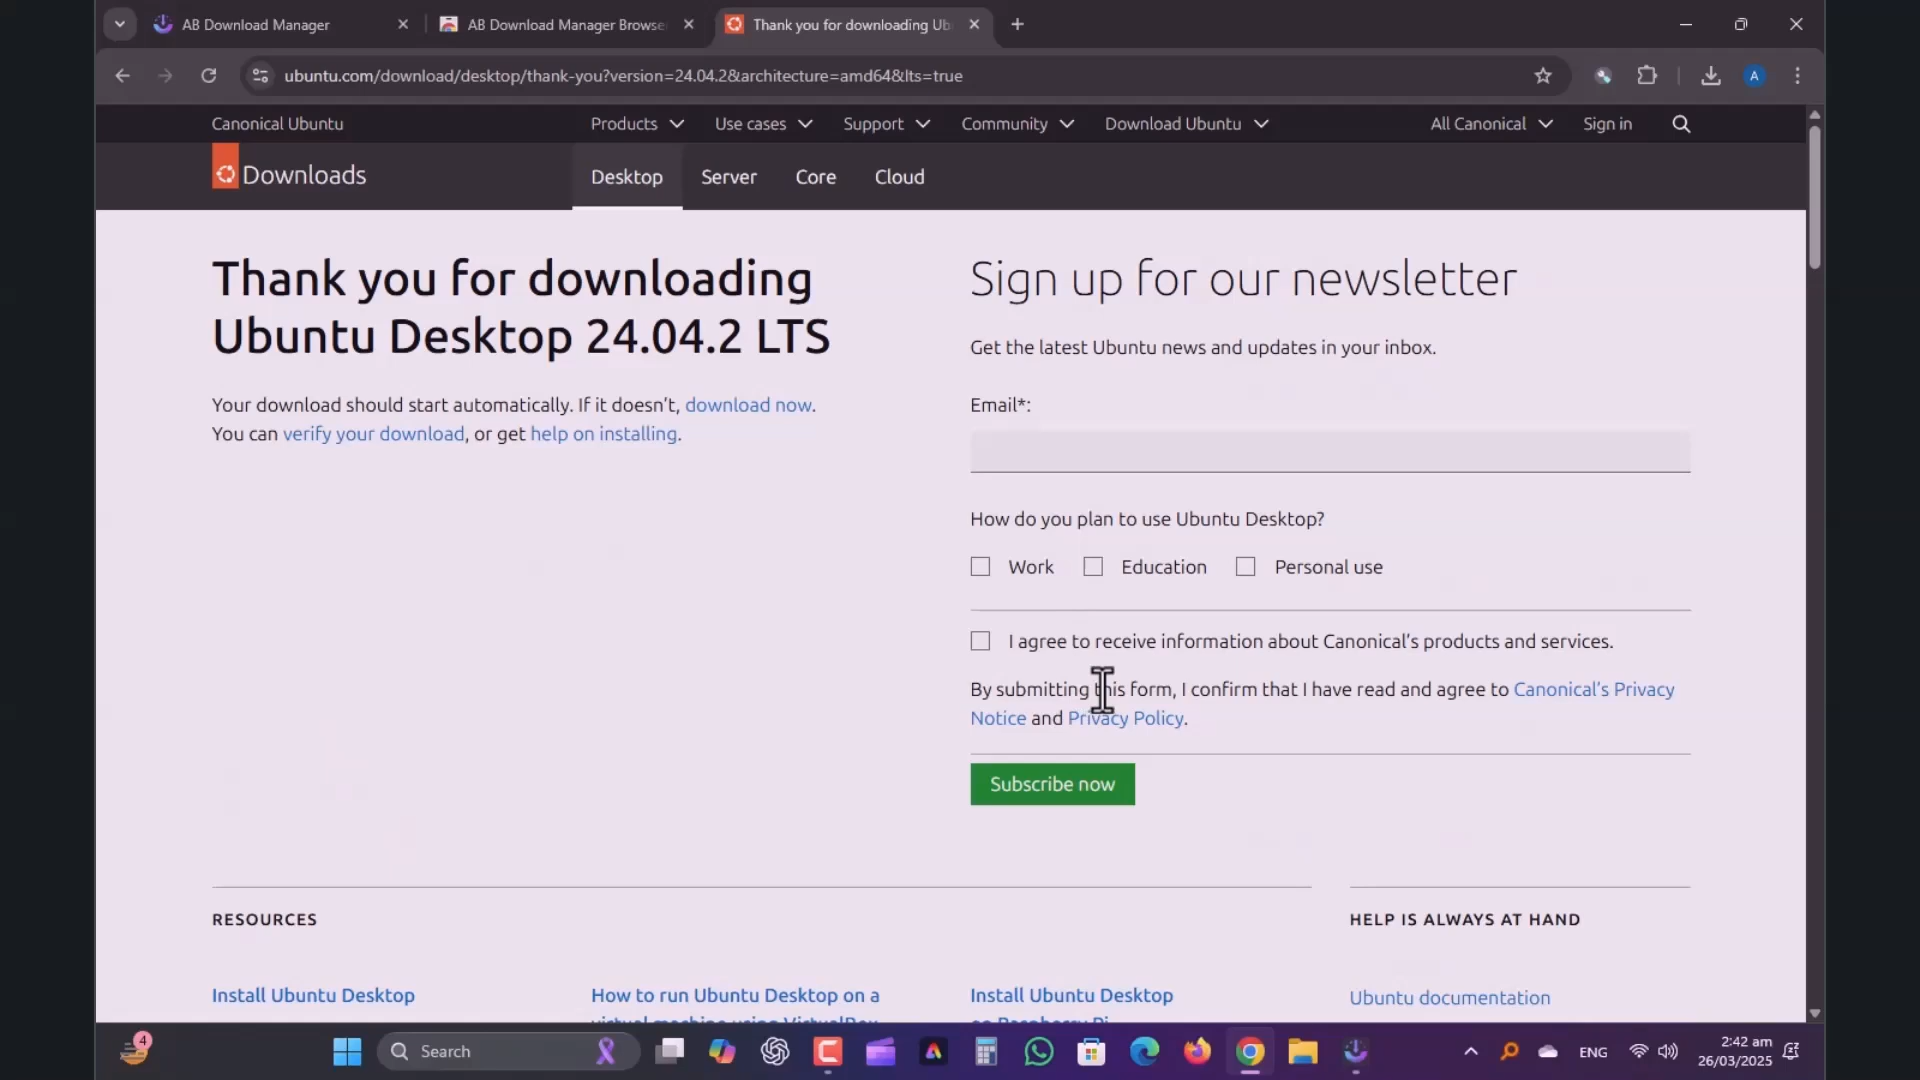 AB Download Manager
AB Download Manager Browse
Thank you for downloading Ub
ubuntu.com/download/desktop/thank-you?version=24.04.2&architecture=amd64&lts=true
A
Canonical Ubuntu
Products
Use cases
Support
Community
Download Ubuntu
All Canonical
Sign in
Downloads
Desktop
Server
Core
Cloud
Thank you for downloading
Ubuntu Desktop 24.04.2 LTS
Your download should start automatically. If it doesn't, download now.
You can verify your download, or get help on installing.
Sign up for our newsletter
Get the latest Ubuntu news and updates in your inbox.
Email*:
How do you plan to use Ubuntu Desktop?
Work
Education
Personal use
I agree to receive information about Canonical's products and services.
By submitting this form, I confirm that I have read and agree to Canonical's Privacy
Notice and Privacy Policy.
Subscribe now
RESOURCES
HELP IS ALWAYS AT HAND
Install Ubuntu Desktop
How to run Ubuntu Desktop on a
virtual machine using VirtualBox
Install Ubuntu Desktop
on Raspberry Pi
Ubuntu documentation
4
Search
ENG
2:42 am
26/03/2025